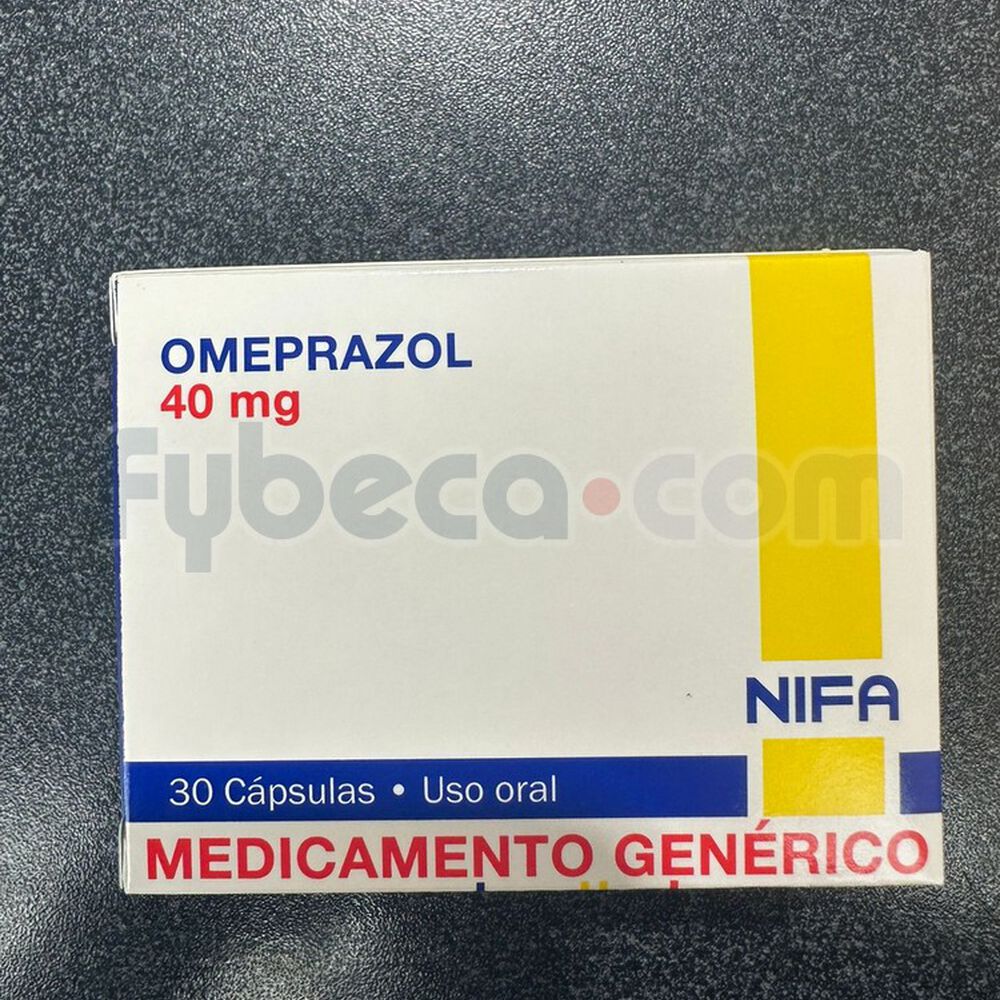 OMEPRAZOL
40 mg
fybeca.com
NIFA
30 Cápsulas • Uso oral
MEDICAMENTO GENÉRICO